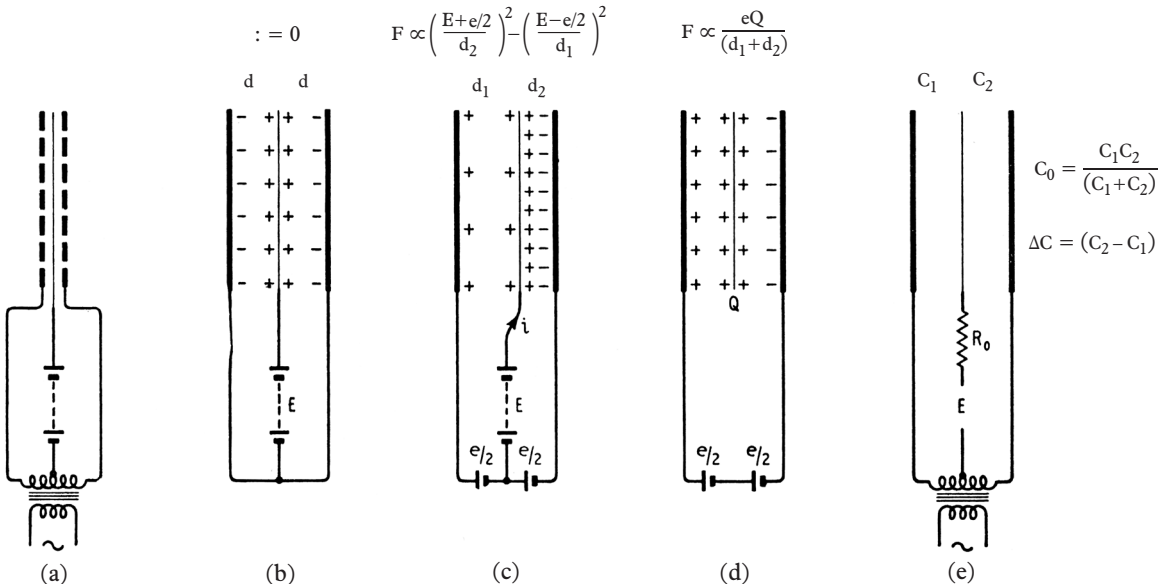 : = 0
F ∝ ( (E+e/2)/d₂ )² − ( (E−e/2)/d₁ )²
F ∝ eQ/(d₁+d₂)
d d
d₁ d₂
C₁ C₂
+ − + + −
- + + -
C₀ = C₁C₂/(C₁+C₂)
ΔC = (C₂ − C₁)
Q
i
R₀
E
E
E
e/2 e/2
e/2 e/2
(a)
(b)
(c)
(d)
(e)